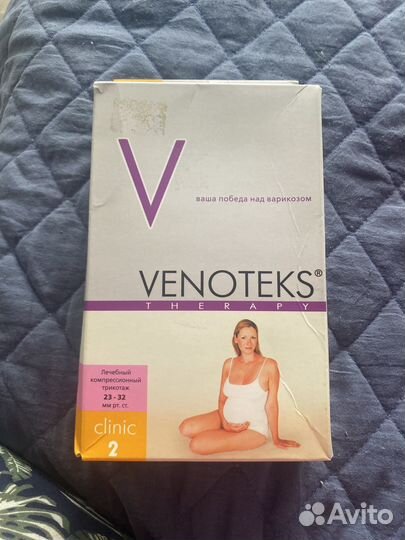 V
ваша победа над варикозом
VENOTEKS®
THERAPY
Лечебный
компрессионный
трикотаж
23 - 32
мм рт. ст.
clinic
2
Avito